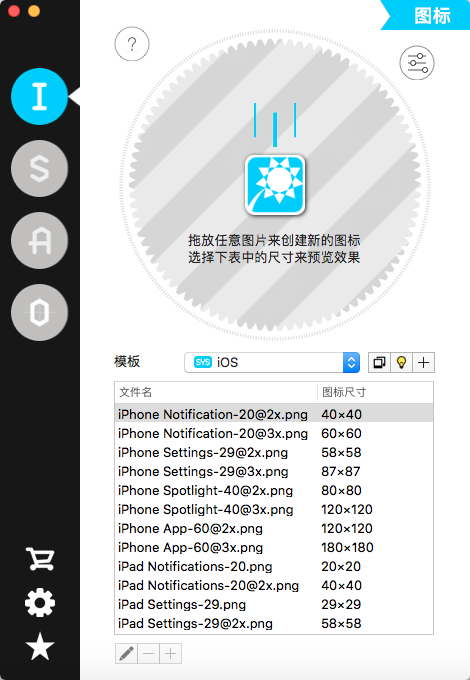 图标
?
I
S
A
O
拖放任意图片来创建新的图标
选择下表中的尺寸来预览效果
模板 SYS iOS
文件名 图标尺寸
iPhone Notification-20@2x.png 40×40
iPhone Notification-20@3x.png 60×60
iPhone Settings-29@2x.png 58×58
iPhone Settings-29@3x.png 87×87
iPhone Spotlight-40@2x.png 80×80
iPhone Spotlight-40@3x.png 120×120
iPhone App-60@2x.png 120×120
iPhone App-60@3x.png 180×180
iPad Notifications-20.png 20×20
iPad Notifications-20@2x.png 40×40
iPad Settings-29.png 29×29
iPad Settings-29@2x.png 58×58